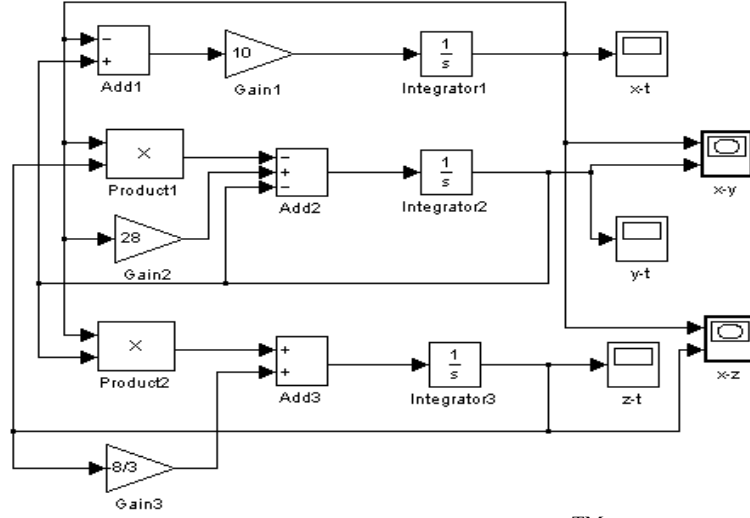 −
+
Add1
10
Gain1
1
s
Integrator1
x-t
×
Product1
−
+
−
Add2
1
s
Integrator2
x-y
28
Gain2
y-t
×
Product2
+
+
Add3
1
s
Integrator3
z-t
x-z
-8/3
Gain3
TM